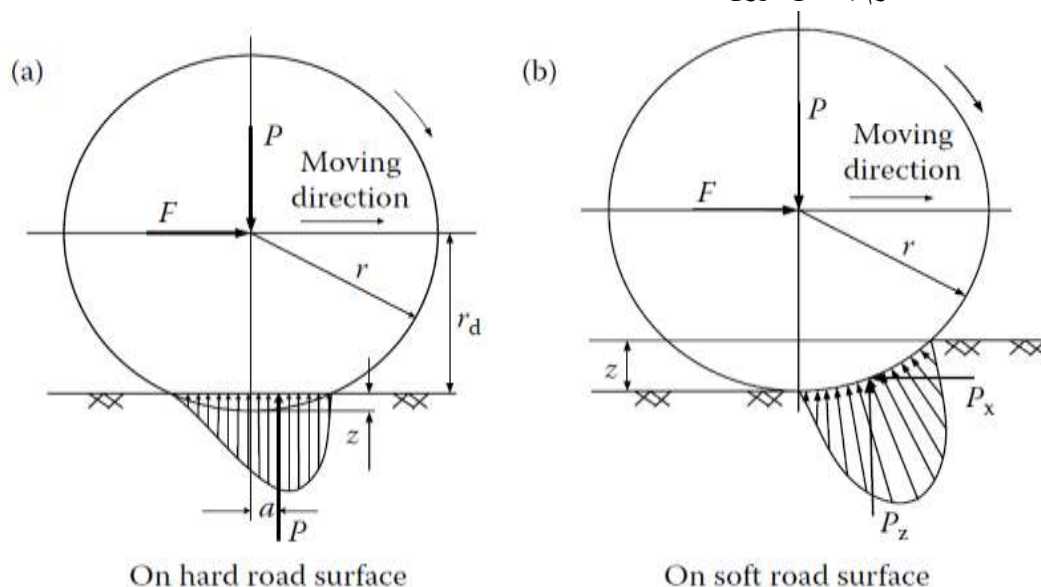 (a)
P
Moving
direction
F
r
r_d
z
a
P
On hard road surface
(b)
P
Moving
direction
F
r
z
P_x
P_z
On soft road surface